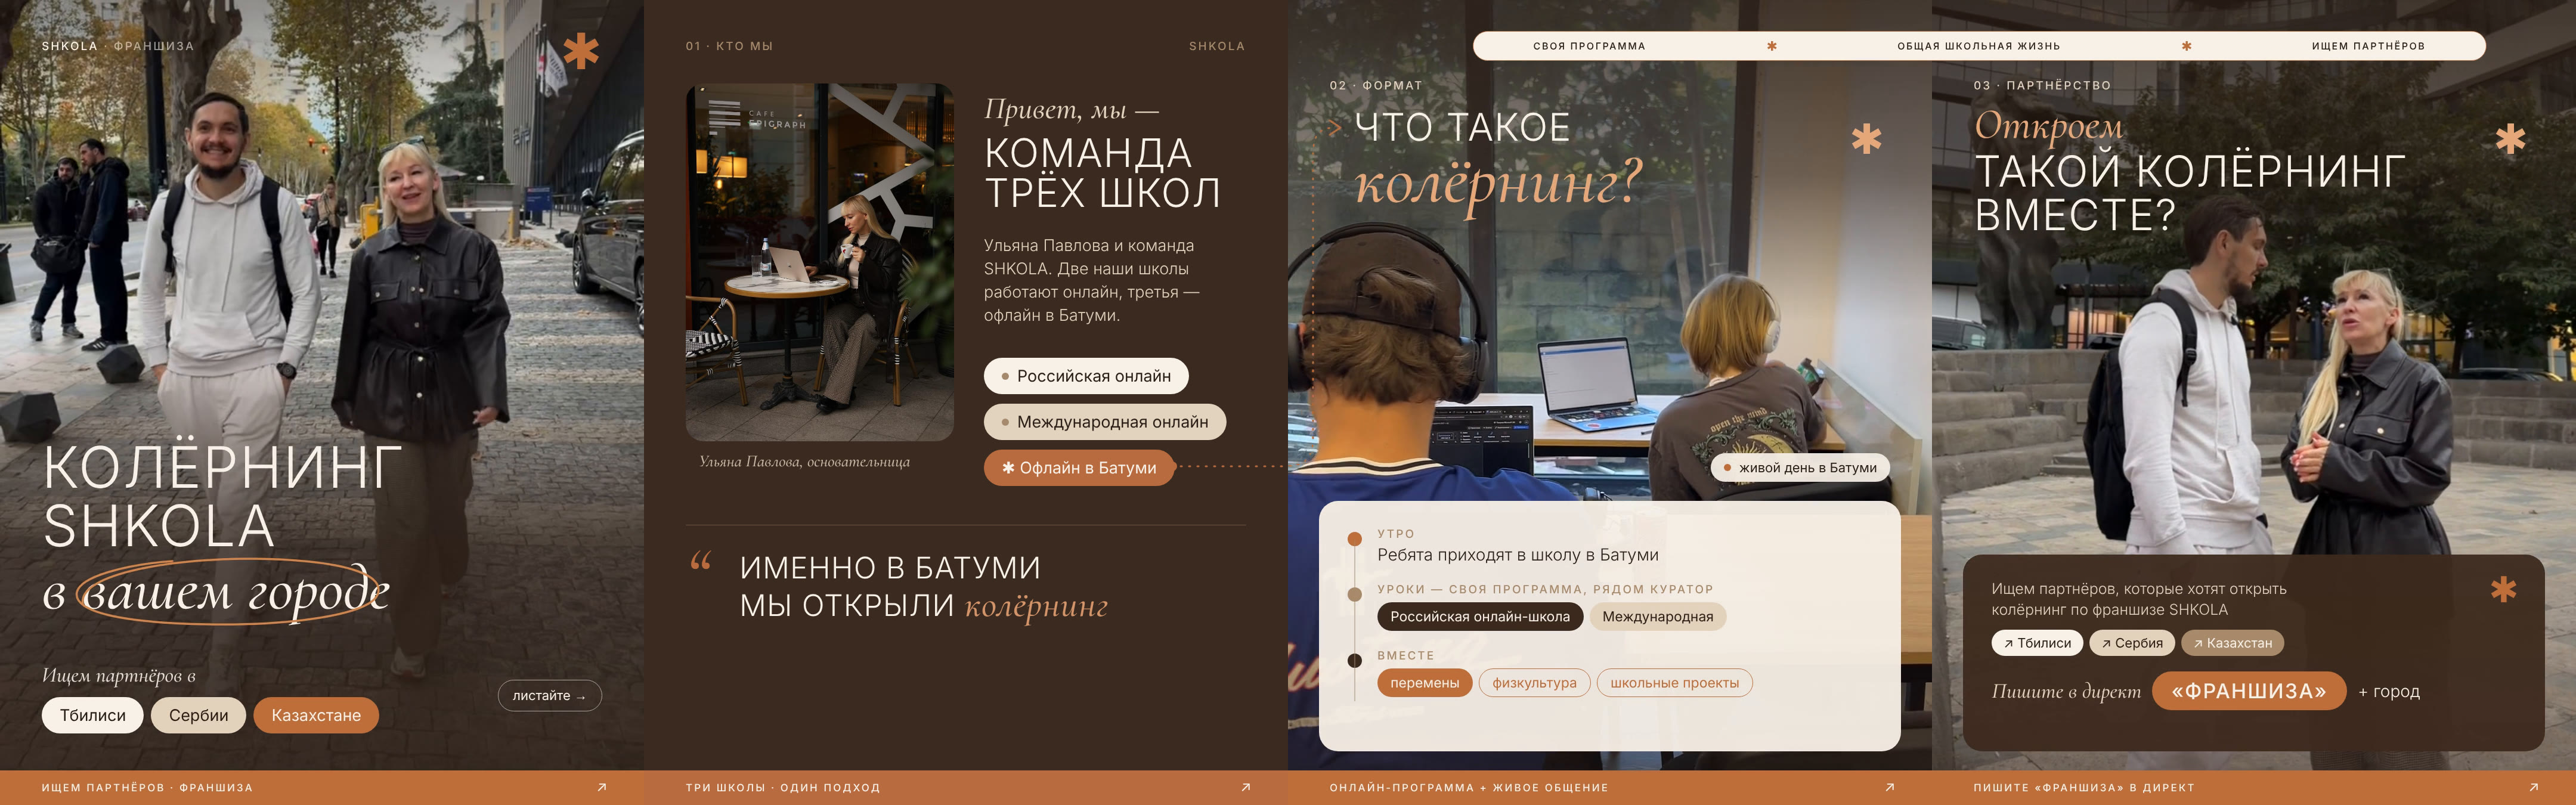 SHKOLA · ФРАНШИЗА
КОЛЁРНИНГ
SHKOLA
в вашем городе
Ищем партнёров в
Тбилиси
Сербии
Казахстане
листайте →
ИЩЕМ ПАРТНЁРОВ · ФРАНШИЗА ↗
01 · КТО МЫ
SHKOLA
CAFE
EPIGRAPH
Привет, мы —
КОМАНДА
ТРЁХ ШКОЛ
Ульяна Павлова и команда
SHKOLA. Две наши школы
работают онлайн, третья —
офлайн в Батуми.
Российская онлайн
Международная онлайн
✱ Офлайн в Батуми
Ульяна Павлова, основательница
“ ИМЕННО В БАТУМИ
МЫ ОТКРЫЛИ колёрнинг
ТРИ ШКОЛЫ · ОДИН ПОДХОД ↗
СВОЯ ПРОГРАММА ✱ ОБЩАЯ ШКОЛЬНАЯ ЖИЗНЬ ✱ ИЩЕМ ПАРТНЁРОВ
02 · ФОРМАТ
> ЧТО ТАКОЕ
колёрнинг?
open the mind
живой день в Батуми
УТРО
Ребята приходят в школу в Батуми
УРОКИ — СВОЯ ПРОГРАММА, РЯДОМ КУРАТОР
Российская онлайн-школа
Международная
ВМЕСТЕ
перемены
физкультура
школьные проекты
ОНЛАЙН-ПРОГРАММА + ЖИВОЕ ОБЩЕНИЕ ↗
03 · ПАРТНЁРСТВО
Откроем
ТАКОЙ КОЛЁРНИНГ
ВМЕСТЕ?
Ищем партнёров, которые хотят открыть
колёрнинг по франшизе SHKOLA
↗ Тбилиси
↗ Сербия
↗ Казахстан
Пишите в директ «ФРАНШИЗА» + город
ПИШИТЕ «ФРАНШИЗА» В ДИРЕКТ ↗